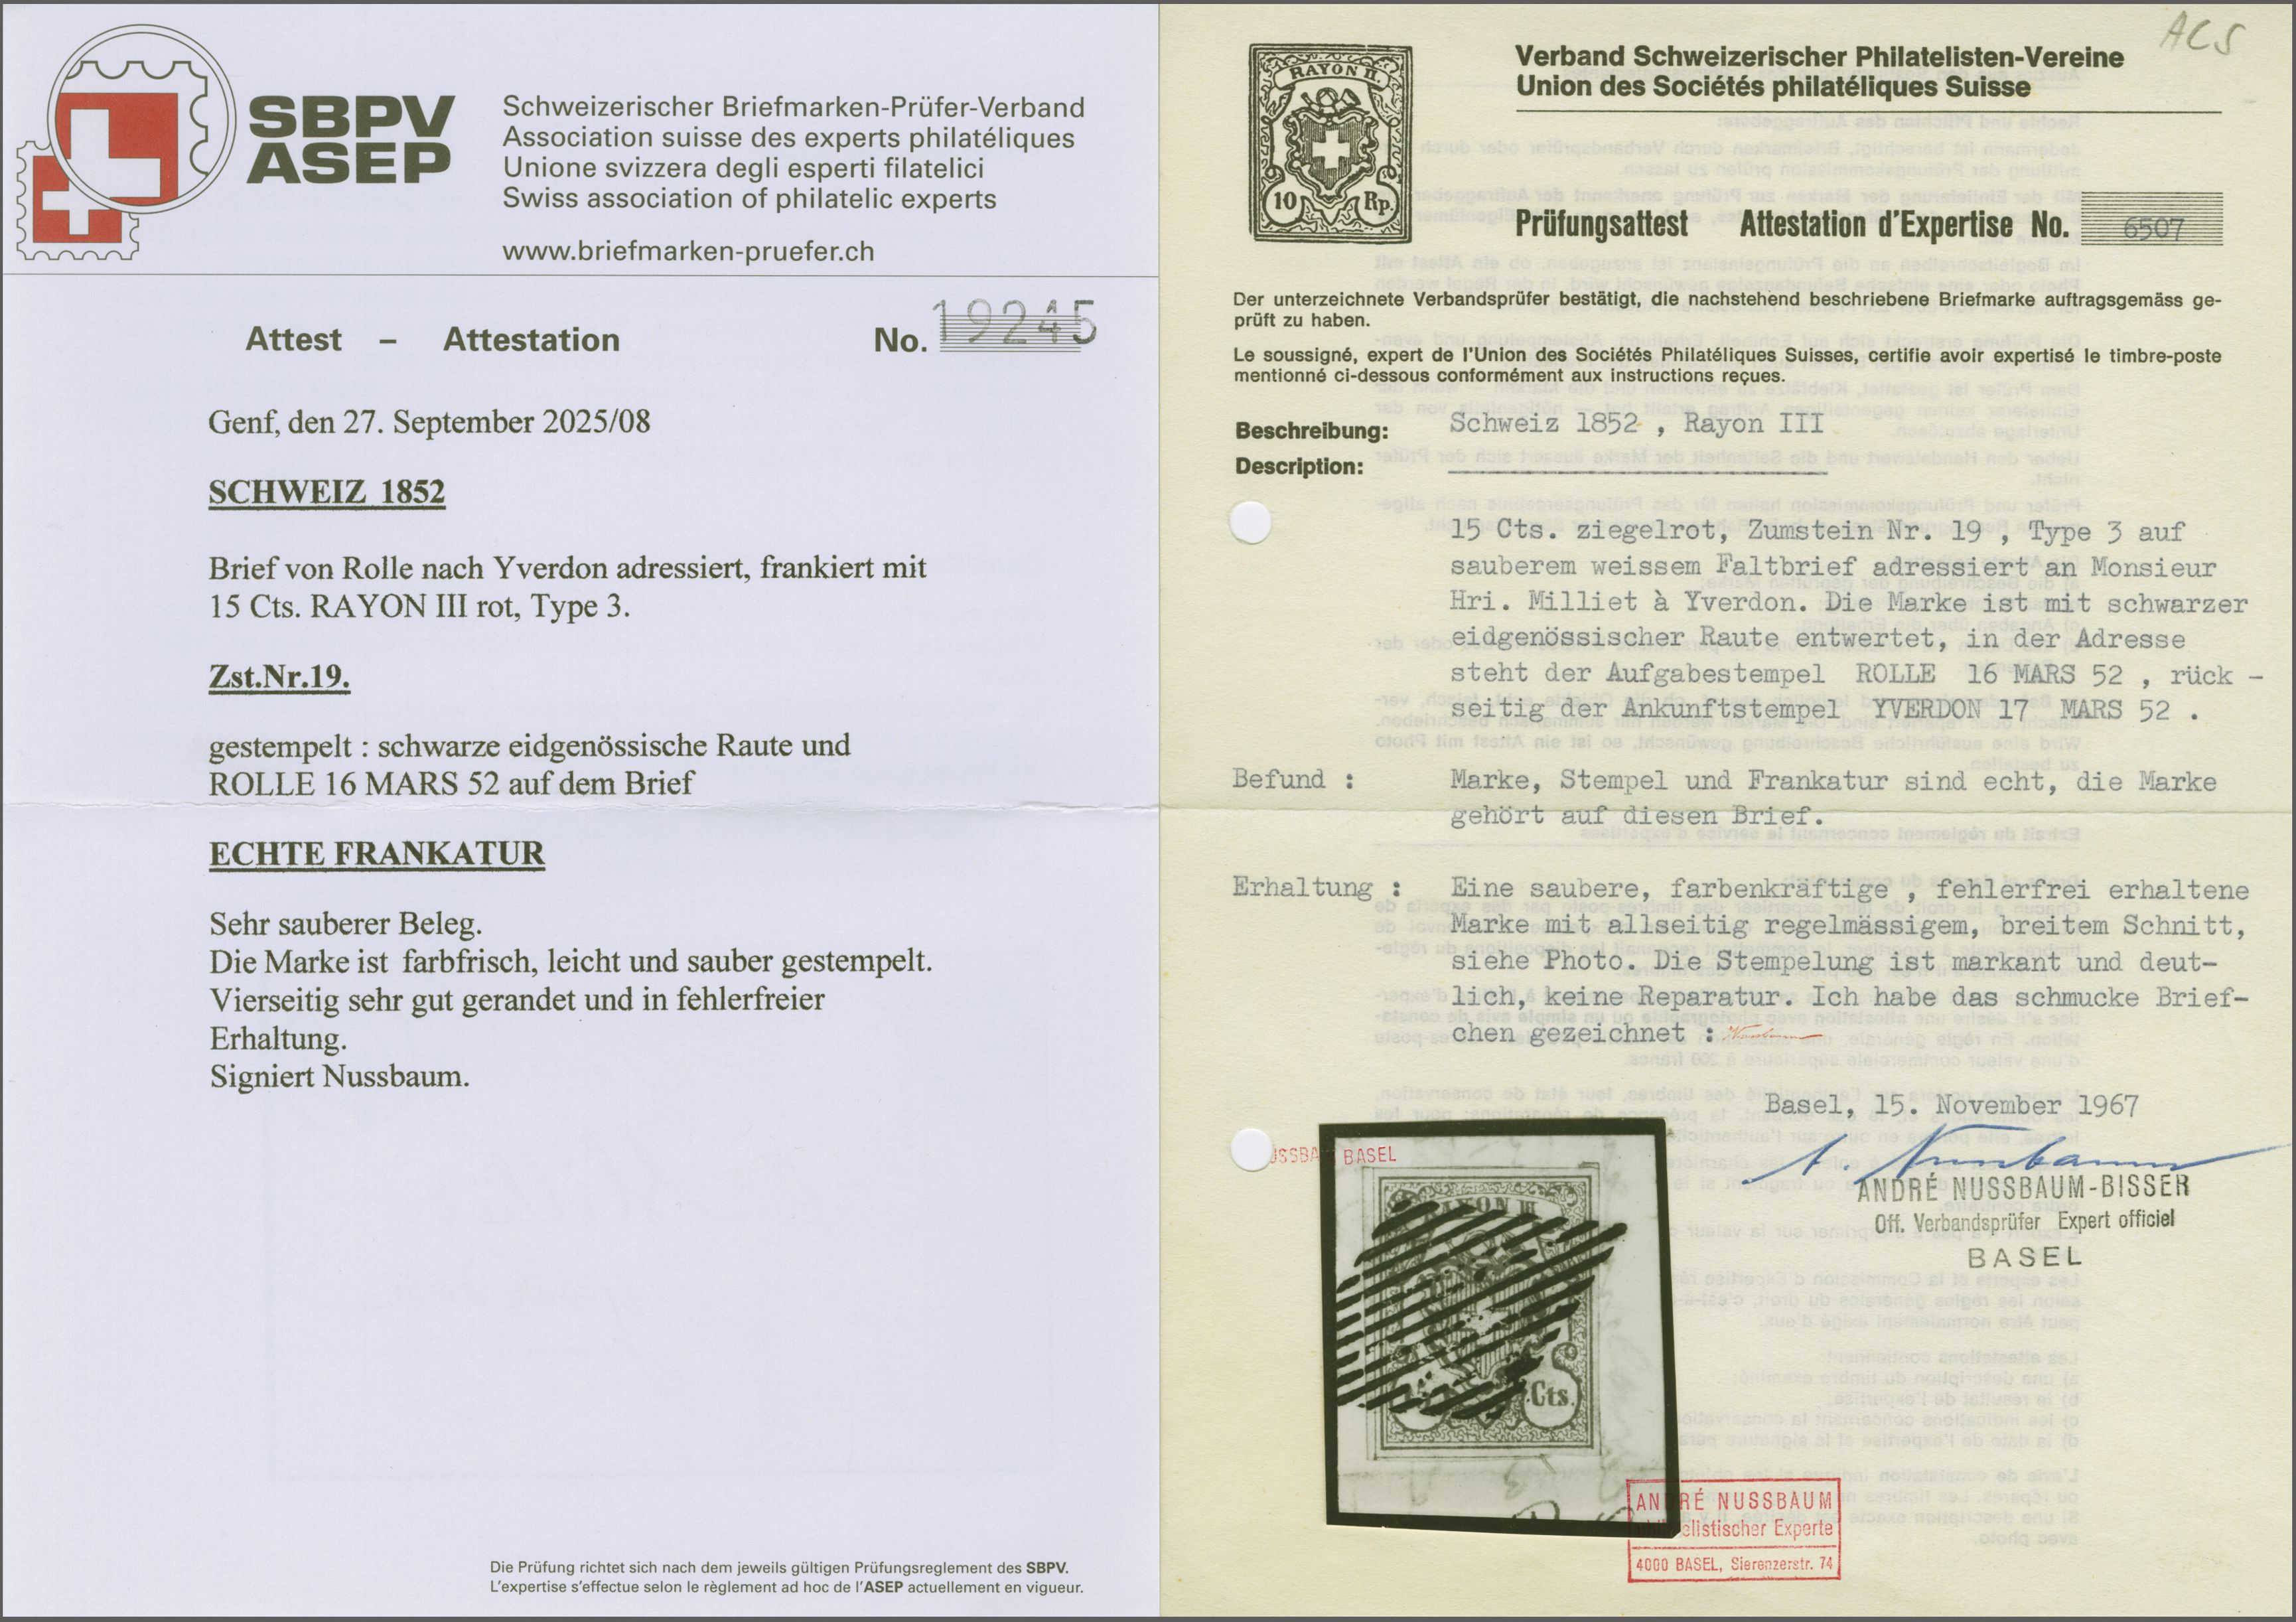 SBPV
ASEP
Schweizerischer Briefmarken-Prüfer-Verband
Association suisse des experts philatéliques
Unione svizzera degli esperti filatelici
Swiss association of philatelic experts
www.briefmarken-pruefer.ch
Attest – Attestation No. 19245
Genf, den 27. September 2025/08
SCHWEIZ 1852
Brief von Rolle nach Yverdon adressiert, frankiert mit
15 Cts. RAYON III rot, Type 3.
Zst.Nr.19.
gestempelt : schwarze eidgenössische Raute und
ROLLE 16 MARS 52 auf dem Brief
ECHTE FRANKATUR
Sehr sauberer Beleg.
Die Marke ist farbfrisch, leicht und sauber gestempelt.
Vierseitig sehr gut gerandet und in fehlerfreier
Erhaltung.
Signiert Nussbaum.
Die Prüfung richtet sich nach dem jeweils gültigen Prüfungsreglement des SBPV.
L'expertise s'effectue selon le règlement ad hoc de l'ASEP actuellement en vigueur.
ACS
RAYON II.
10 Rp.
Verband Schweizerischer Philatelisten-Vereine
Union des Sociétés philatéliques Suisse
Prüfungsattest Attestation d'Expertise No. 6507
Der unterzeichnete Verbandsprüfer bestätigt, die nachstehend beschriebene Briefmarke auftragsgemäss ge-
prüft zu haben.
Le soussigné, expert de l'Union des Sociétés Philatéliques Suisses, certifie avoir expertisé le timbre-poste
mentionné ci-dessous conformément aux instructions reçues.
Beschreibung: Schweiz 1852 , Rayon III
Description:
15 Cts. ziegelrot, Zumstein Nr. 19 , Type 3 auf
sauberem weissem Faltbrief adressiert an Monsieur
Hri. Milliet à Yverdon. Die Marke ist mit schwarzer
eidgenössischer Raute entwertet, in der Adresse
steht der Aufgabestempel ROLLE 16 MARS 52 , rück -
seitig der Ankunftstempel YVERDON 17 MARS 52 .
Befund : Marke, Stempel und Frankatur sind echt, die Marke
gehört auf diesen Brief.
Erhaltung : Eine saubere, farbenkräftige , fehlerfrei erhaltene
Marke mit allseitig regelmässigem, breitem Schnitt,
siehe Photo. Die Stempelung ist markant und deut-
lich, keine Reparatur. Ich habe das schmucke Brief-
chen gezeichnet : Nussbaum
Basel, 15. November 1967
A. Nussbaum
ANDRÉ NUSSBAUM-BISSER
Off. Verbandsprüfer Expert officiel
BASEL
BASEL
RAYON III
Cts.
ANDRÉ NUSSBAUM
philatelistischer Experte
4000 BASEL, Sierenzerstr. 74